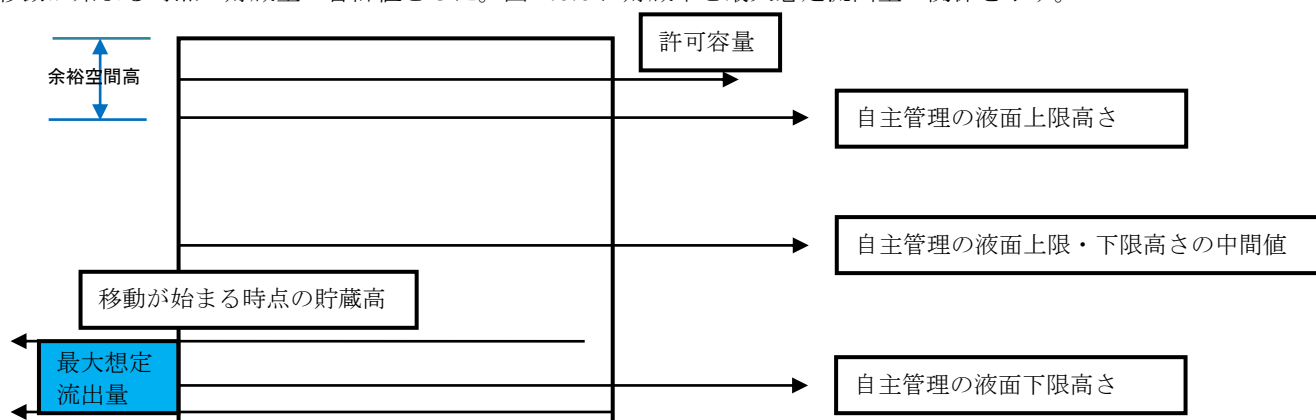 許可容量
余裕空間高
自主管理の液面上限高さ
自主管理の液面上限・下限高さの中間値
移動が始まる時点の貯蔵高
最大想定
流出量
自主管理の液面下限高さ